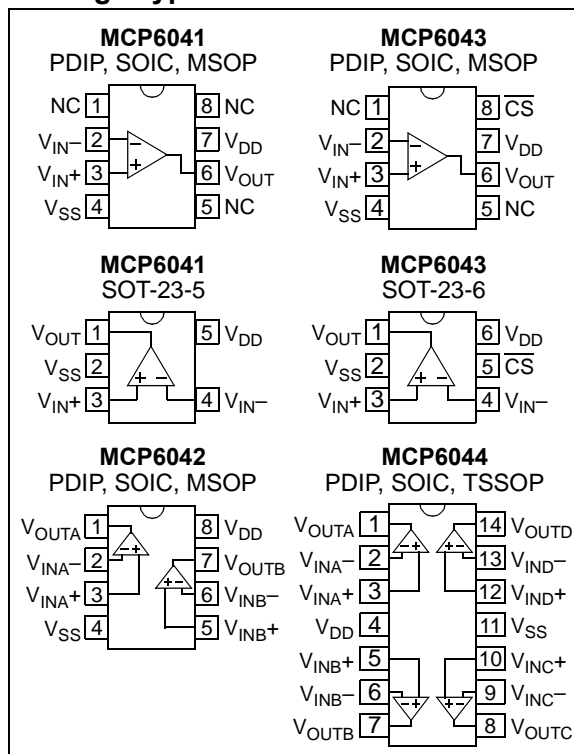 MCP6041
PDIP, SOIC, MSOP
NC 1 8 NC
VIN– 2 – 7 VDD
VIN+ 3 + 6 VOUT
VSS 4 5 NC
MCP6043
PDIP, SOIC, MSOP
NC 1 8 CS
VIN– 2 – 7 VDD
VIN+ 3 + 6 VOUT
VSS 4 5 NC
MCP6041
SOT-23-5
VOUT 1 5 VDD
VSS 2
VIN+ 3 + – 4 VIN–
MCP6043
SOT-23-6
VOUT 1 6 VDD
VSS 2 5 CS
VIN+ 3 + – 4 VIN–
MCP6042
PDIP, SOIC, MSOP
VOUTA 1 8 VDD
VINA– 2 – + 7 VOUTB
VINA+ 3 + – 6 VINB–
VSS 4 5 VINB+
MCP6044
PDIP, SOIC, TSSOP
VOUTA 1 14 VOUTD
VINA– 2 – + + – 13 VIND–
VINA+ 3 12 VIND+
VDD 4 11 VSS
VINB+ 5 10 VINC+
VINB– 6 – + + – 9 VINC–
VOUTB 7 8 VOUTC